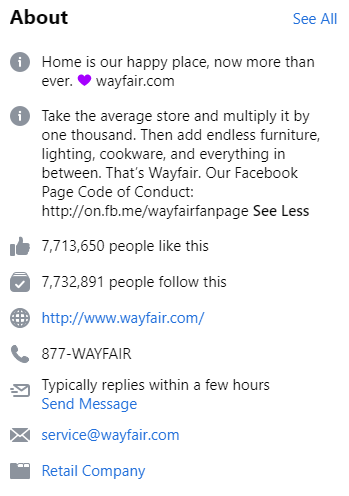 About
See All
Home is our happy place, now more than
ever. 💜 wayfair.com
Take the average store and multiply it by
one thousand. Then add endless furniture,
lighting, cookware, and everything in
between. That's Wayfair. Our Facebook
Page Code of Conduct:
http://on.fb.me/wayfairfanpage See Less
7,713,650 people like this
7,732,891 people follow this
http://www.wayfair.com/
877-WAYFAIR
Typically replies within a few hours
Send Message
service@wayfair.com
Retail Company